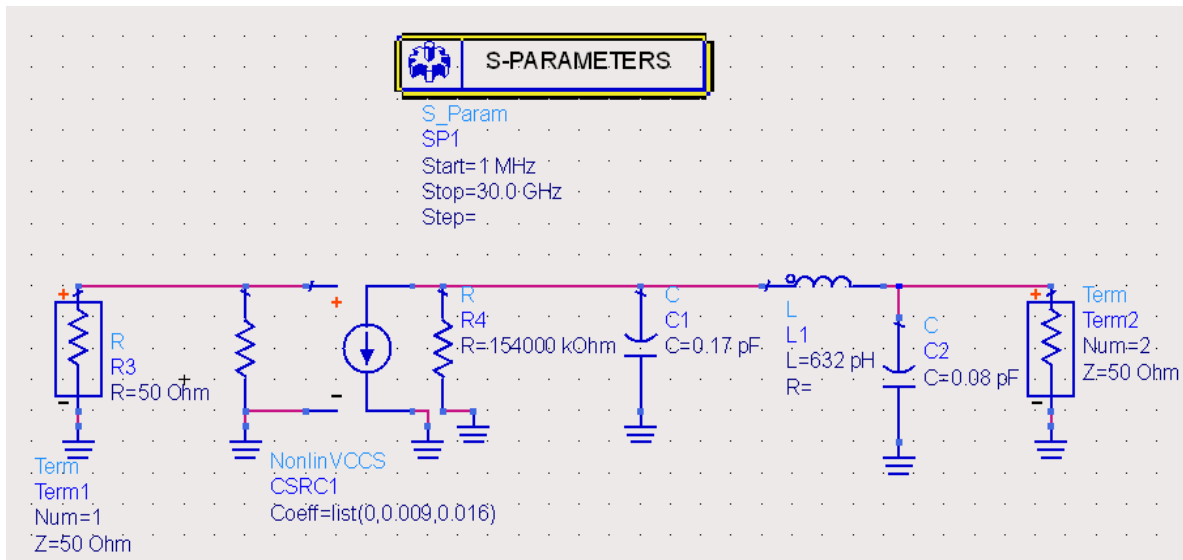 S-PARAMETERS
S_Param
SP1
Start=1 MHz
Stop=30.0 GHz
Step=
R
R3
R=50 Ohm
Term
Term1
Num=1
Z=50 Ohm
NonlinVCCS
CSRC1
Coeff=list(0,0.009,0.016)
R
R4
R=154000 kOhm
C
C1
C=0.17 pF
L
L1
L=632 pH
R=
C
C2
C=0.08 pF
Term
Term2
Num=2
Z=50 Ohm